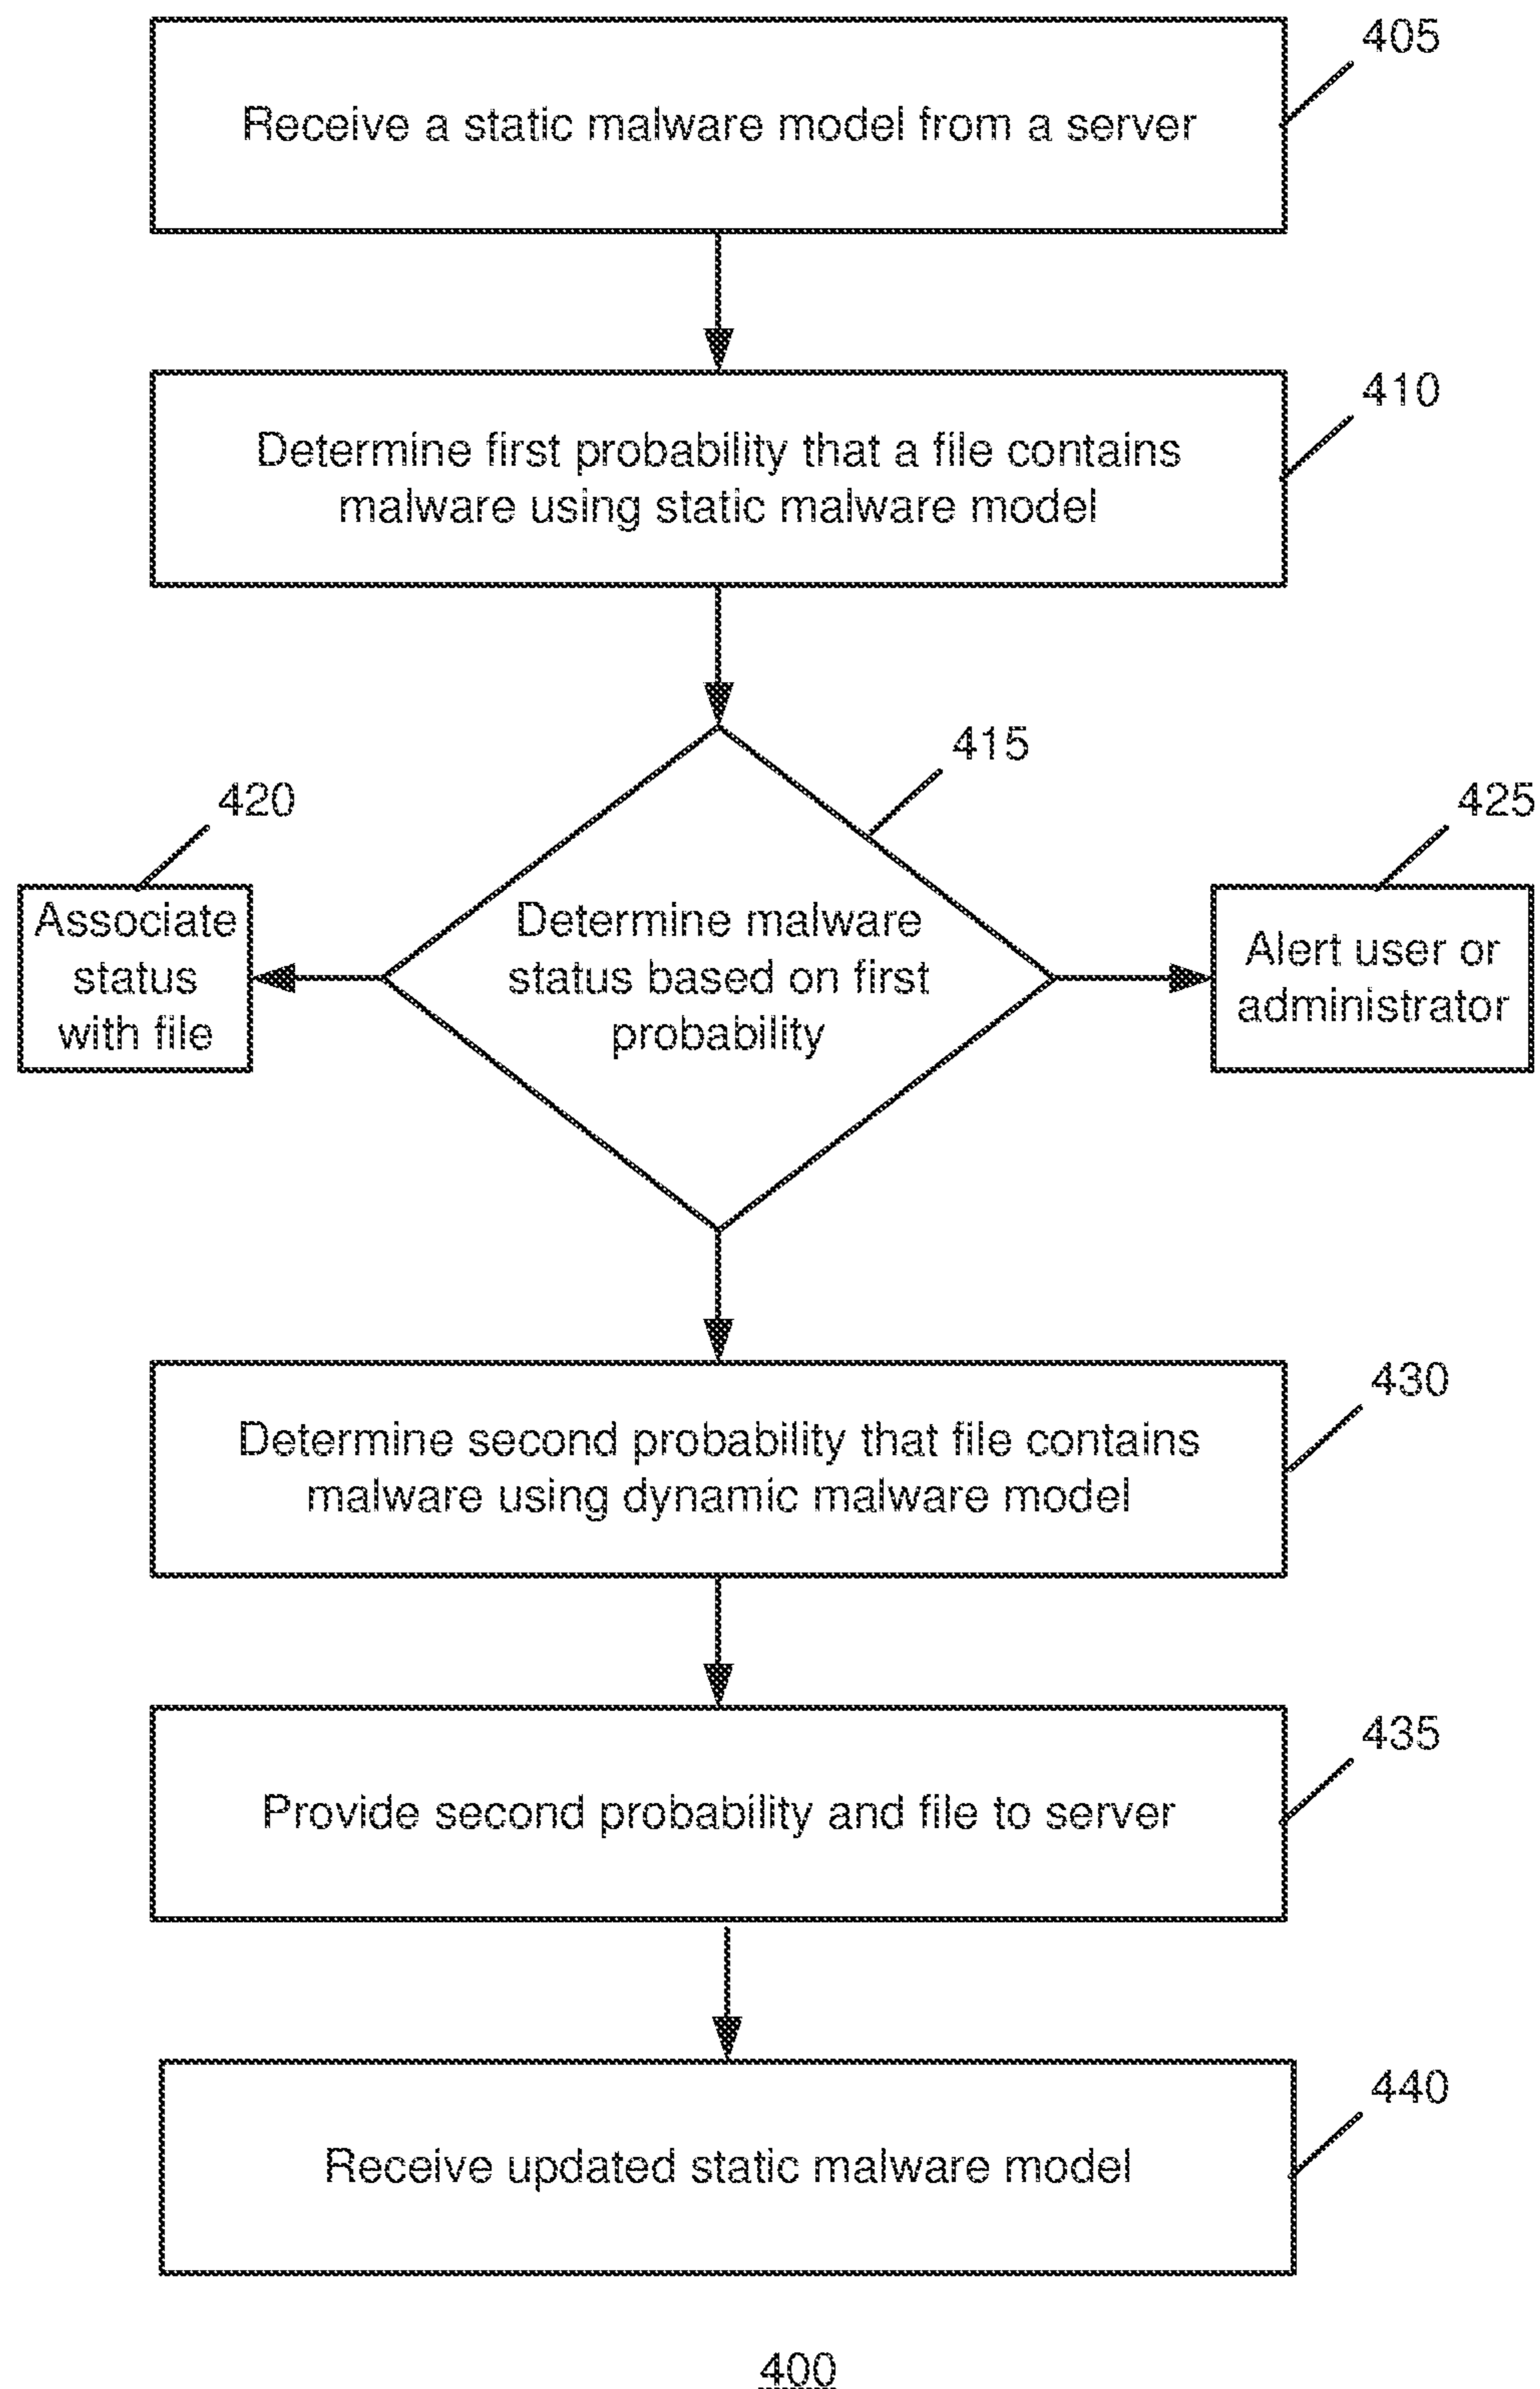 405
Receive a static malware model from a server
410
Determine first probability that a file contains
malware using static malware model
415
420
425
Associate
status
with file
Determine malware
status based on first
probability
Alert user or
administrator
430
Determine second probability that file contains
malware using dynamic malware model
435
Provide second probability and file to server
440
Receive updated static malware model
400